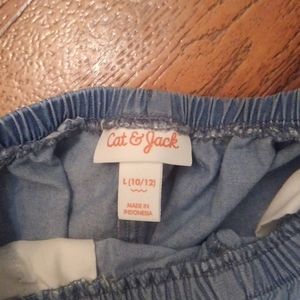 Cat & Jack
L (10/12)
MADE IN
INDONESIA